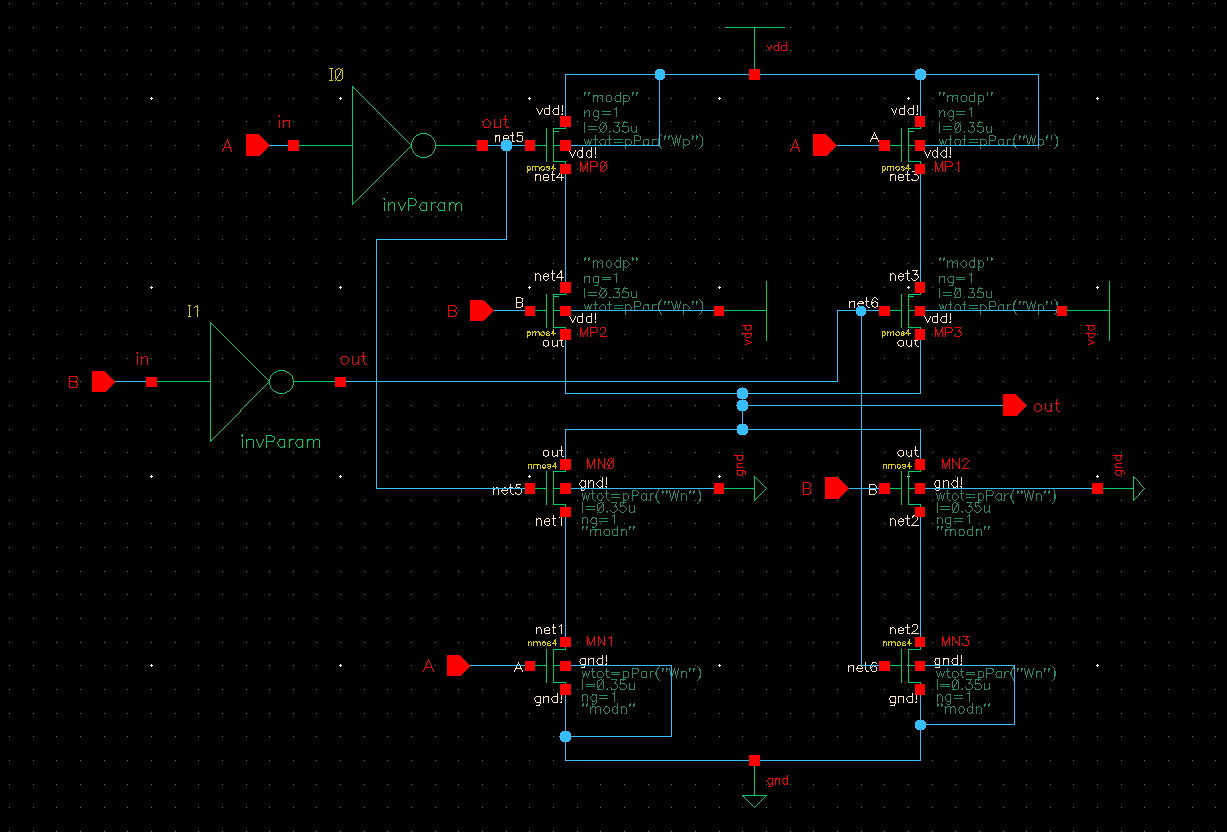 vdd.
I0
in
A
out
invParam
vdd!
net5
vdd!
pmos4
net4
MP0
"modp"
ng=1
l=0.35u
wtot=pPar("Wp")
A
vdd!
A
vdd!
pmos4
net3
MP1
"modp"
ng=1
l=0.35u
wtot=pPar("Wp")
I1
in
B
out
invParam
B
net4
B
vdd!
pmos4
out
MP2
"modp"
ng=1
l=0.35u
wtot=pPar("Wp")
vdd
net3
net6
vdd!
pmos4
out
MP3
"modp"
ng=1
l=0.35u
wtot=pPar("Wp")
vdd
out
out
nmos4
MN0
net5
gnd!
net1
wtot=pPar("Wn")
l=0.35u
ng=1
"modn"
gnd.
B
out
nmos4
MN2
B
gnd!
net2
wtot=pPar("Wn")
l=0.35u
ng=1
"modn"
gnd.
A
net1
nmos4
MN1
A
gnd!
gnd!
wtot=pPar("Wn")
l=0.35u
ng=1
"modn"
net2
nmos4
MN3
net6
gnd!
gnd!
wtot=pPar("Wn")
l=0.35u
ng=1
"modn"
gnd.